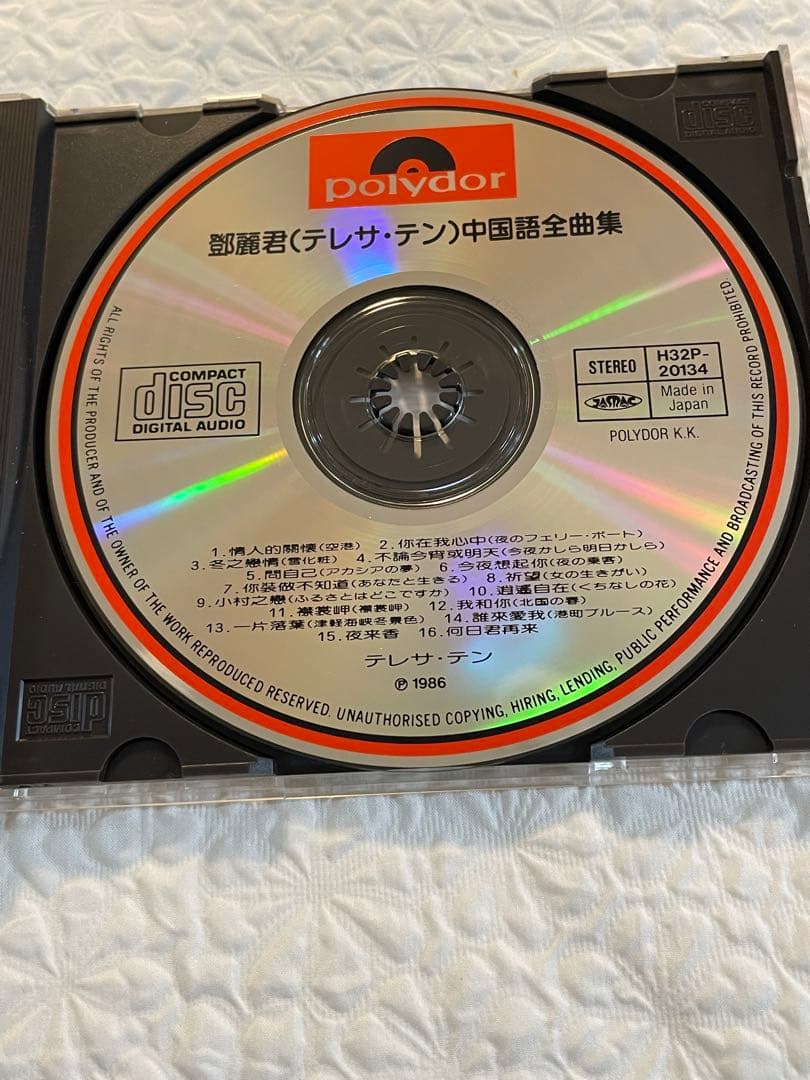 polydor
鄧麗君(テレサ・テン)中国語全曲集
COMPACT
disc
DIGITAL AUDIO
STEREO
H32P-
20134
JASRAC
Made in
Japan
POLYDOR K.K.
1.情人的關懷(空港) 2.你在我心中(夜のフェリー・ボート)
3.冬之戀情(雪化粧) 4.不論今宵或明天(今夜かしら明日かしら)
5.問自己(アカシアの夢) 6.今夜想起你(夜の乗客)
7.你裝做不知道(あなたと生きる) 8.祈望(女の生きがい)
9.小村之戀(ふるさとはどこですか) 10.逍遙自在(くちなしの花)
11.襟裳岬(襟裳岬) 12.我和你(北国の春)
13.一片落葉(津軽海峡冬景色) 14.誰來愛我(港町ブルース)
15.夜来香 16.何日君再来
テレサ・テン
℗ 1986
ALL RIGHTS OF THE PRODUCER AND OF THE OWNER OF THE WORK REPRODUCED RESERVED. UNAUTHORISED COPYING, HIRING, LENDING, PUBLIC PERFORMANCE AND BROADCASTING OF THIS RECORD PROHIBITED
COMPACT
disc
DIGITAL AUDIO
COMPACT
disc
DIGITAL AUDIO